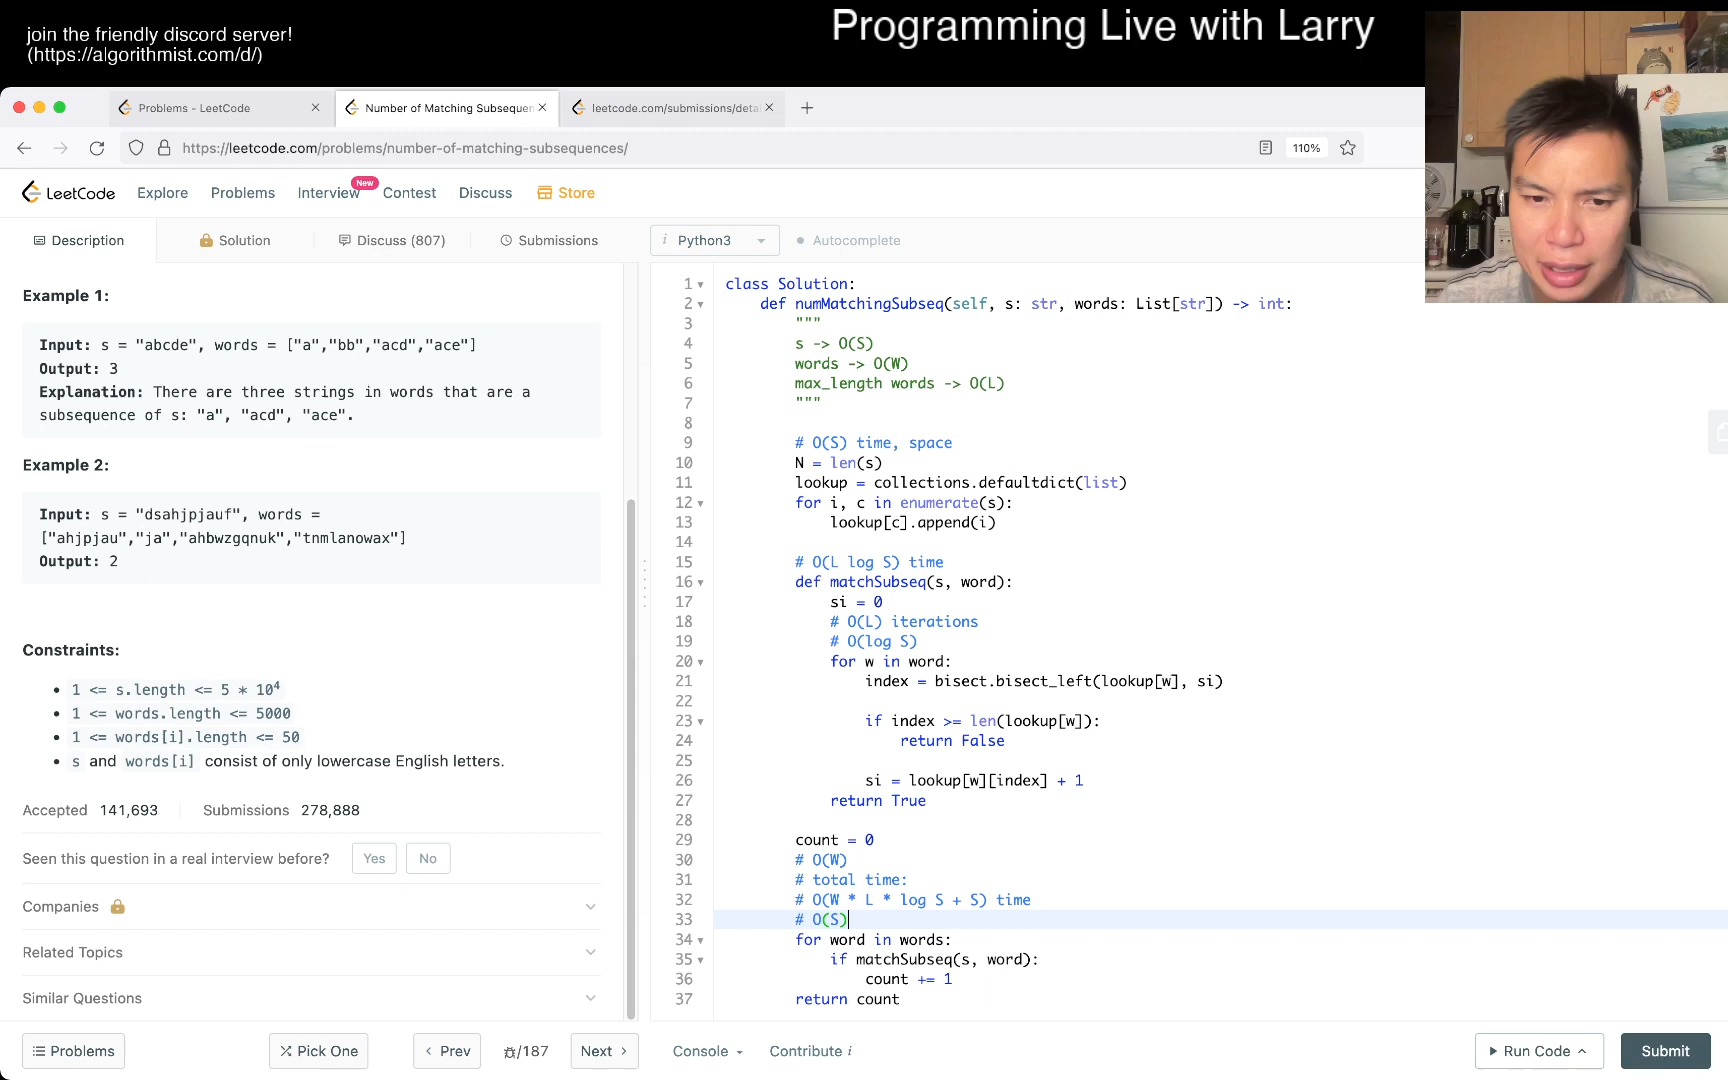 join the friendly discord server!
(https://algorithmist.com/d/)
Programming Live with Larry
Problems - LeetCode
Number of Matching Subsequen
leetcode.com/submissions/deta
https://leetcode.com/problems/number-of-matching-subsequences/
110%
LeetCode
Explore
Problems
Interview
New
Contest
Discuss
Store
Description
Solution
Discuss (807)
Submissions
i Python3
Autocomplete
Example 1:
Input: s = "abcde", words = ["a","bb","acd","ace"]
Output: 3
Explanation: There are three strings in words that are a
subsequence of s: "a", "acd", "ace".
Example 2:
Input: s = "dsahjpjauf", words =
["ahjpjau","ja","ahbwzgqnuk","tnmlanowax"]
Output: 2
Constraints:
• 1 <= s.length <= 5 * 10⁴
• 1 <= words.length <= 5000
• 1 <= words[i].length <= 50
• s and words[i] consist of only lowercase English letters.
Accepted 141,693
Submissions 278,888
Seen this question in a real interview before?
Yes
No
Companies
Related Topics
Similar Questions
1 class Solution:
2 def numMatchingSubseq(self, s: str, words: List[str]) -> int:
3 """
4 s -> O(S)
5 words -> O(W)
6 max_length words -> O(L)
7 """
8
9 # O(S) time, space
10 N = len(s)
11 lookup = collections.defaultdict(list)
12 for i, c in enumerate(s):
13 lookup[c].append(i)
14
15 # O(L log S) time
16 def matchSubseq(s, word):
17 si = 0
18 # O(L) iterations
19 # O(log S)
20 for w in word:
21 index = bisect.bisect_left(lookup[w], si)
22
23 if index >= len(lookup[w]):
24 return False
25
26 si = lookup[w][index] + 1
27 return True
28
29 count = 0
30 # O(W)
31 # total time:
32 # O(W * L * log S + S) time
33 # O(S)
34 for word in words:
35 if matchSubseq(s, word):
36 count += 1
37 return count
Problems
Pick One
Prev
/187
Next
Console
Contribute i
Run Code
Submit